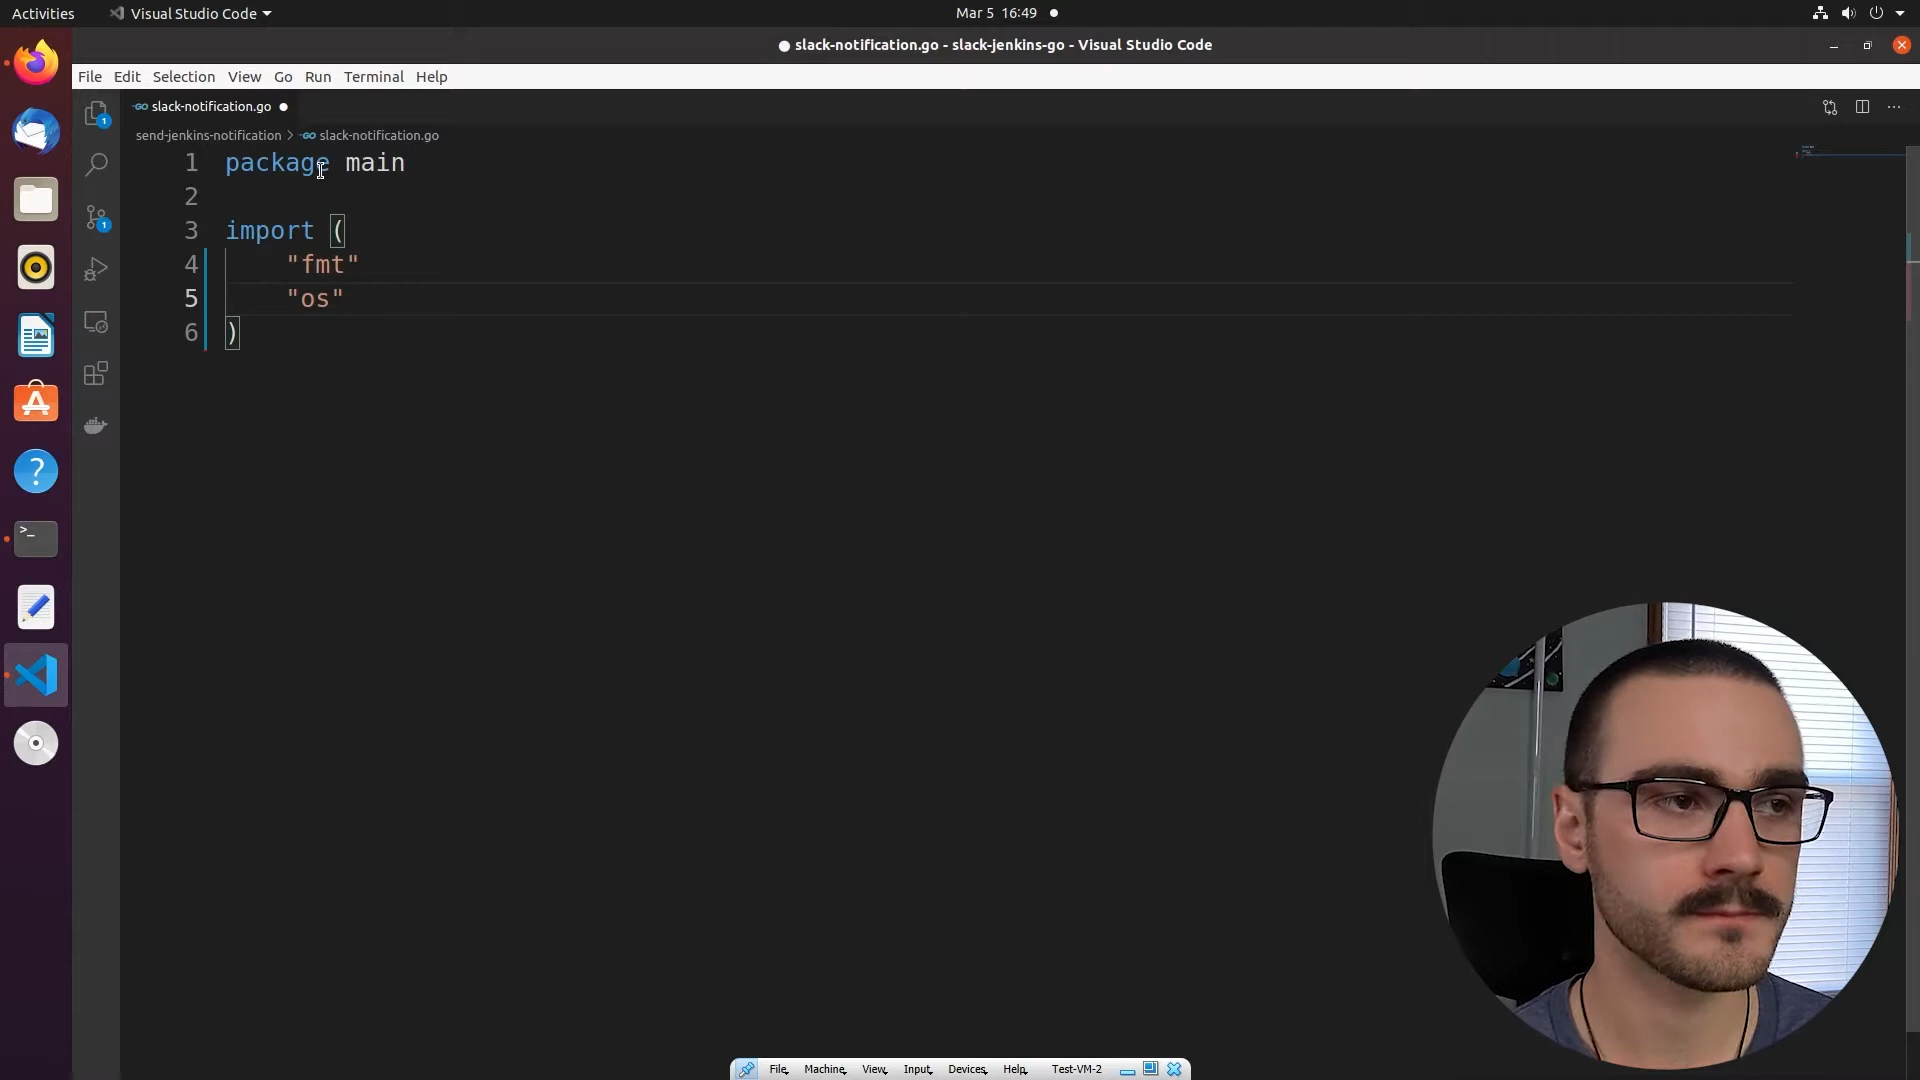 Activities
Visual Studio Code
Mar 5 16:49
slack-notification.go - slack-jenkins-go - Visual Studio Code
File Edit Selection View Go Run Terminal Help
slack-notification.go
send-jenkins-notification > slack-notification.go
1 package main
2
3 import (
4 "fmt"
5 "os"
6 )
1
1
File Machine View Input Devices Help Test-VM-2